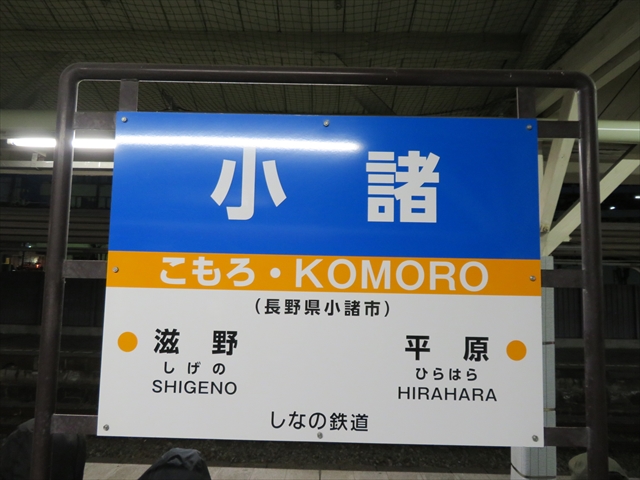 小諸
こもろ・KOMORO
(長野県小諸市)
滋野
しげの
SHIGENO
平原
ひらはら
HIRAHARA
しなの鉄道